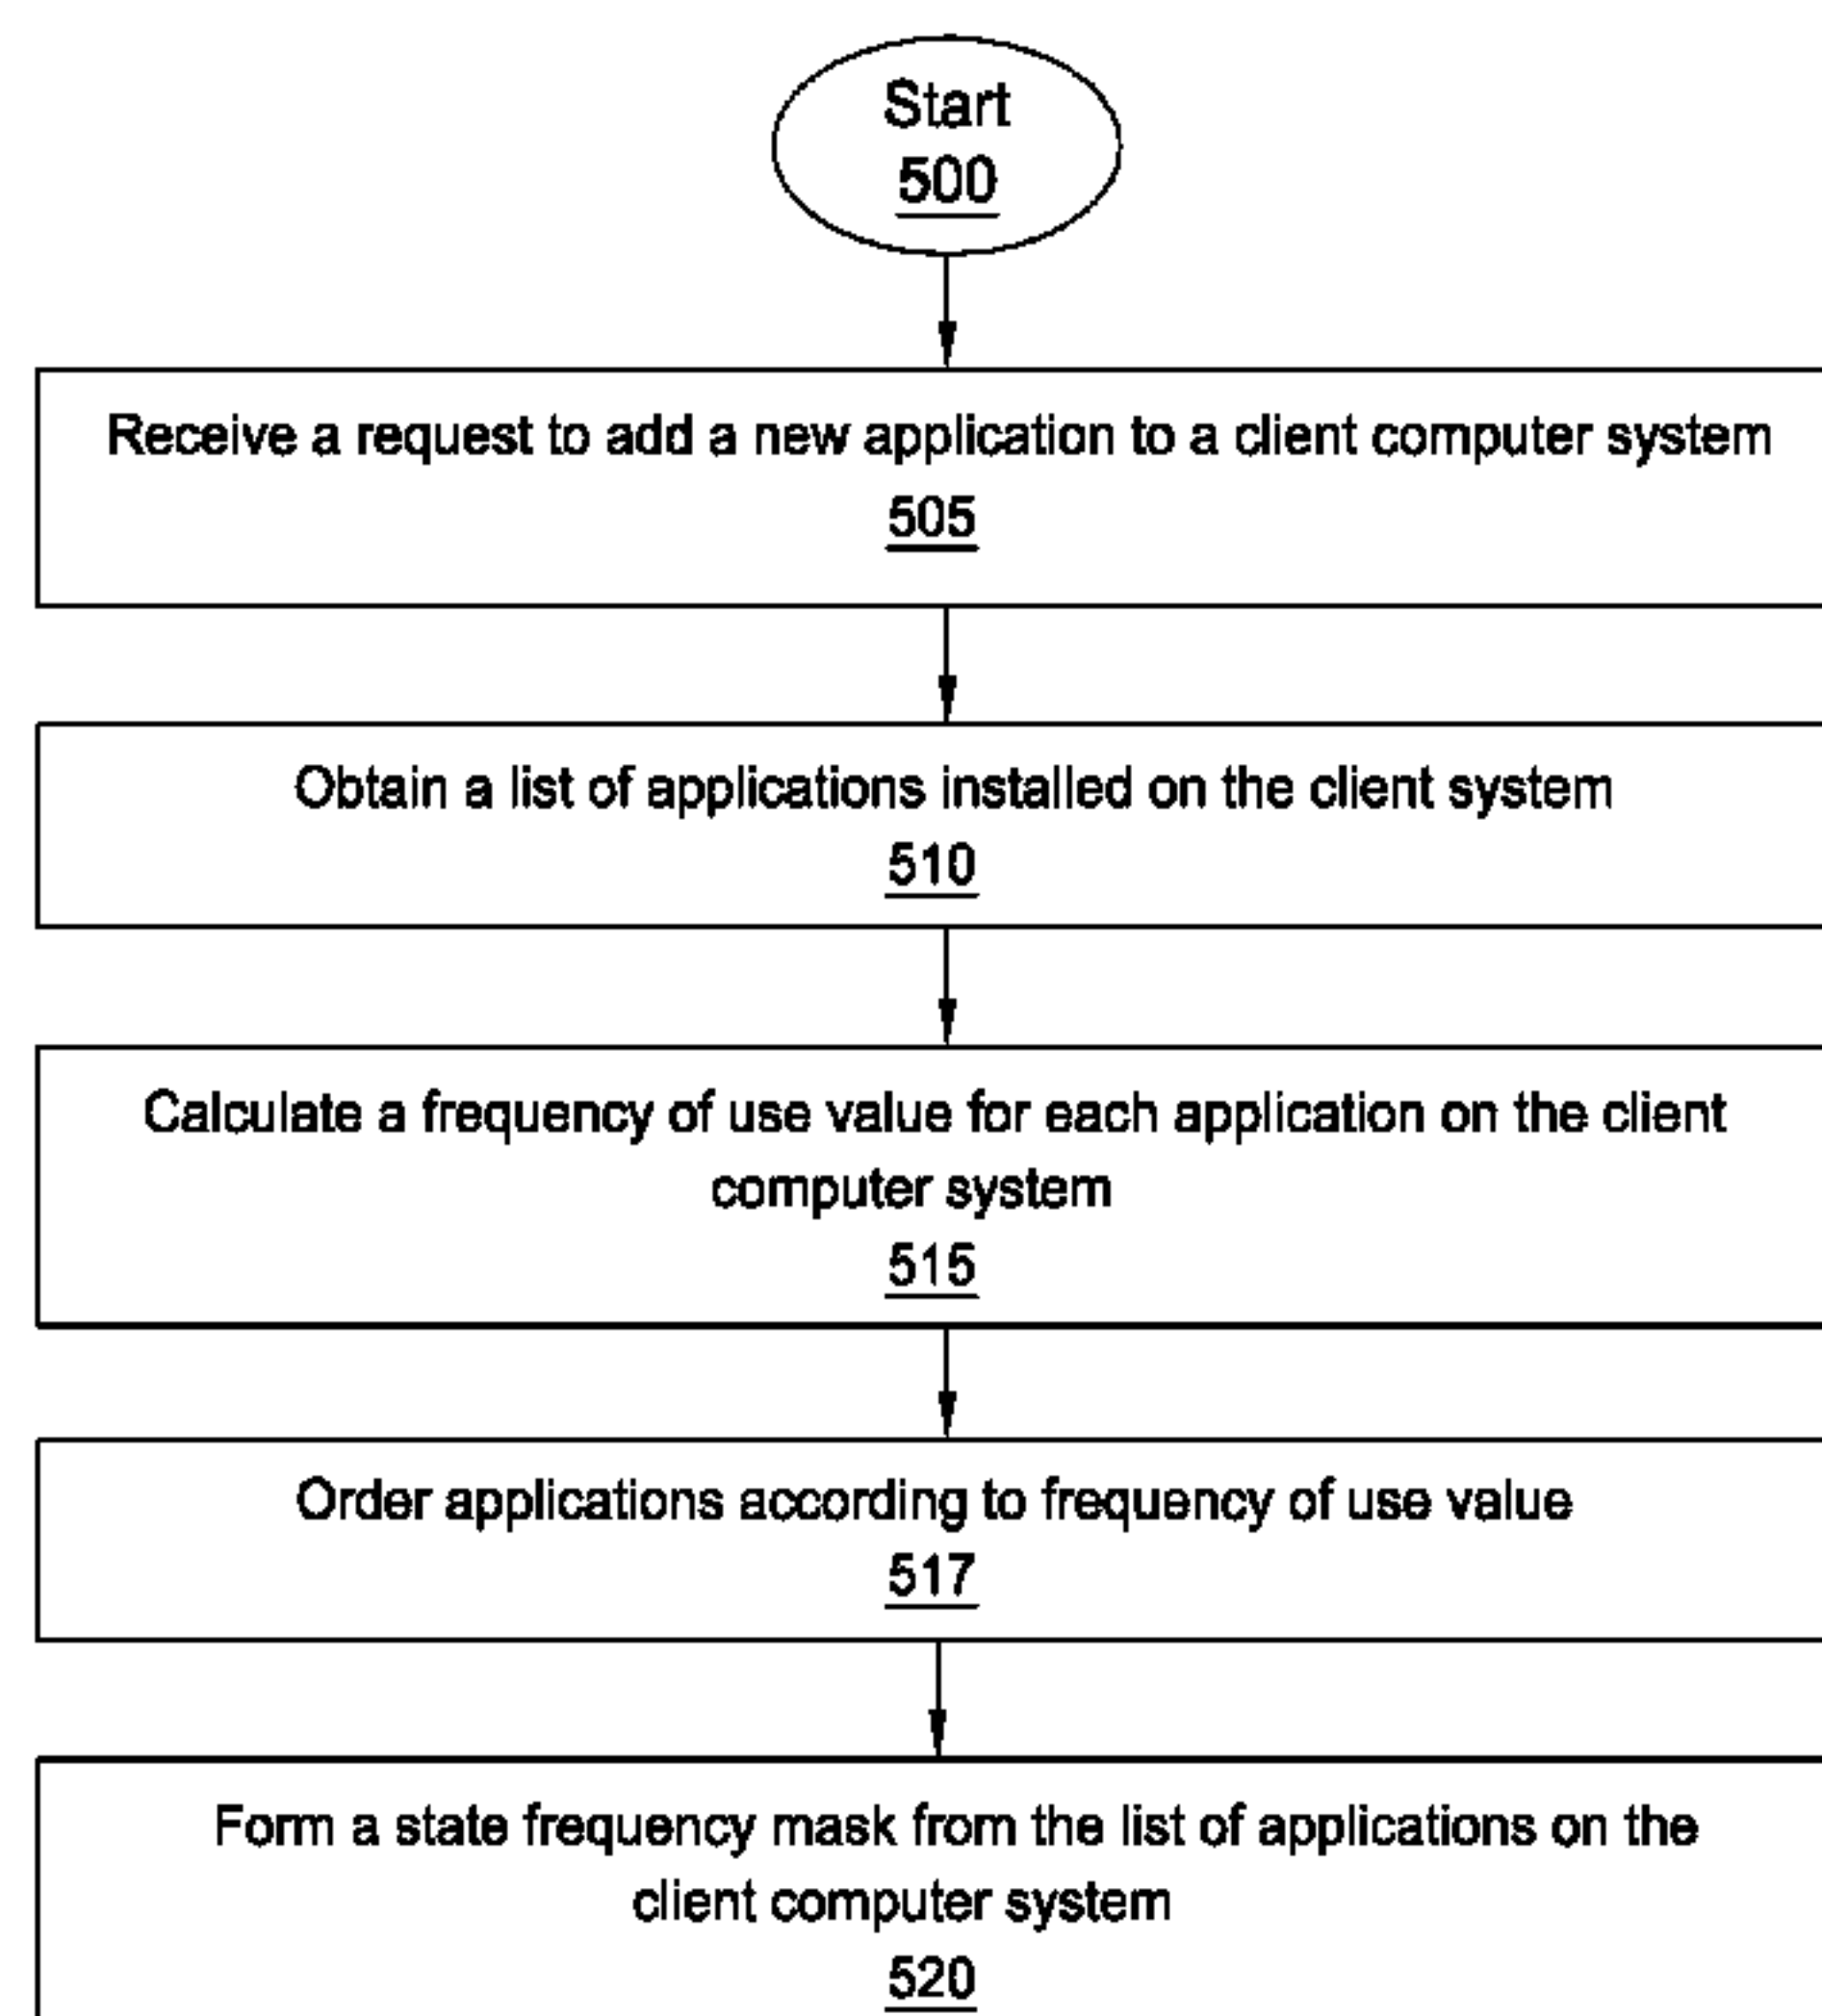 Start
500
Receive a request to add a new application to a client computer system
505
Obtain a list of applications installed on the client system
510
Calculate a frequency of use value for each application on the client
computer system
515
Order applications according to frequency of use value
517
Form a state frequency mask from the list of applications on the
client computer system
520